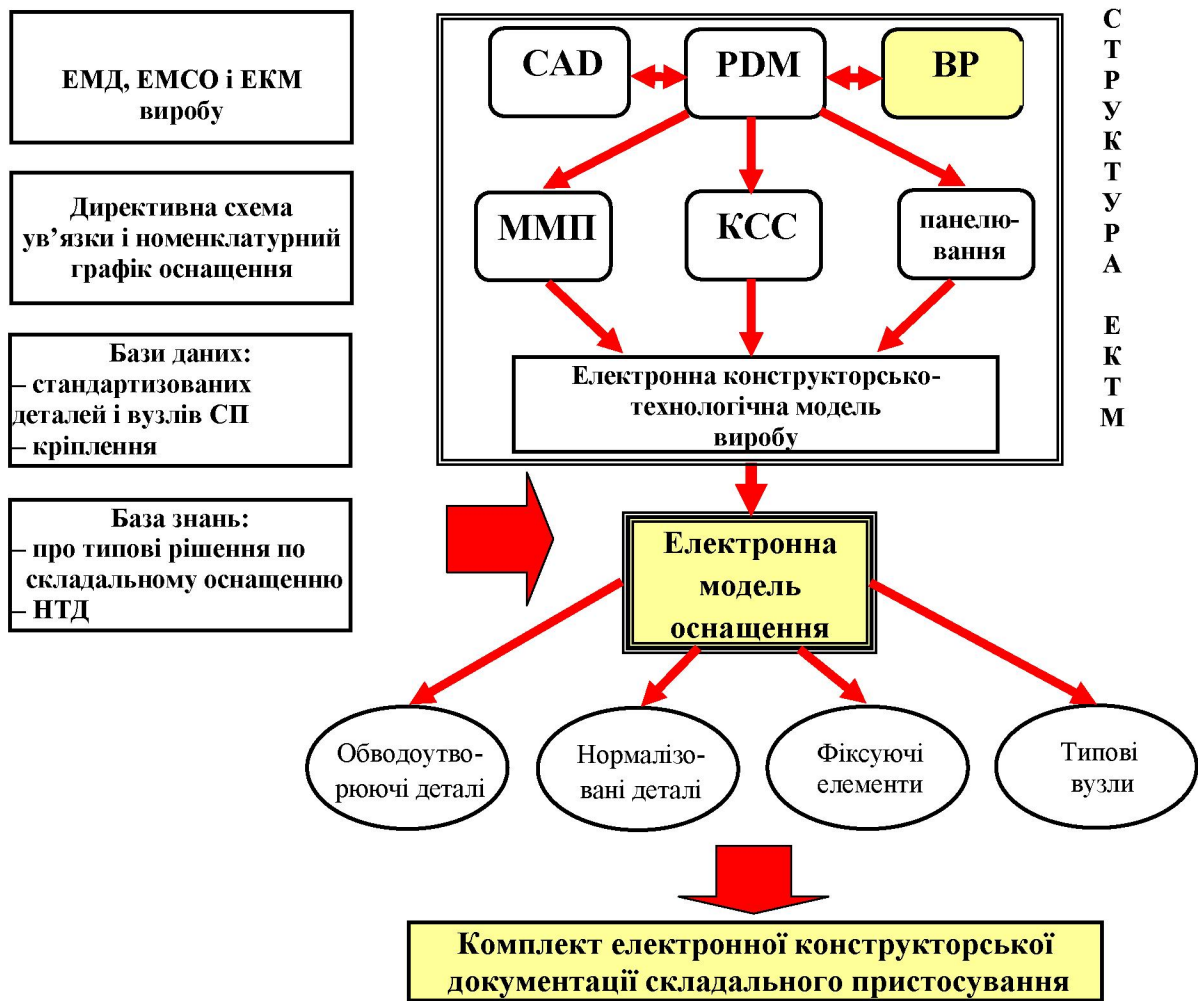 ЕМД, ЕМСО і ЕКМ
виробу
Директивна схема
ув’язки і номенклатурний
графік оснащення
Бази даних:
– стандартизованих
деталей і вузлів СП
– кріплення
База знань:
– про типові рішення по
складальному оснащенню
– НТД
CAD
PDM
ВР
ММП
КСС
панелю-
вання
Електронна конструкторсько-
технологічна модель
виробу
СТРУКТУРА ЕКТМ
Електронна
модель
оснащення
Обводоутво-
рюючі деталі
Нормалізо-
вані деталі
Фіксуючі
елементи
Типові
вузли
Комплект електронної конструкторської
документації складального пристосування